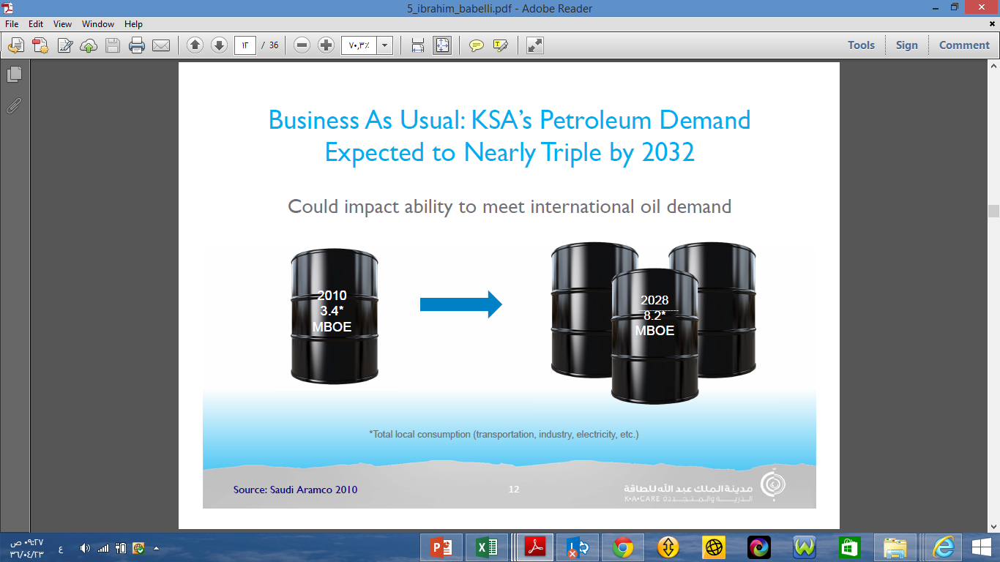 5_ibrahim_babelli.pdf - Adobe Reader
File Edit View Window Help
١٢ / 36 ٧٠,٣٪ Tools Sign Comment
Business As Usual: KSA’s Petroleum Demand
Expected to Nearly Triple by 2032
Could impact ability to meet international oil demand
2010
3.4*
MBOE
2028
8.2*
MBOE
*Total local consumption (transportation, industry, electricity, etc.)
Source: Saudi Aramco 2010
12
مدينة الملك عبد الله للطاقة
الذرية والمتجددة K•A•CARE
٠٩:٢٧ ص
٣٦/٠٤/٢٣
ع